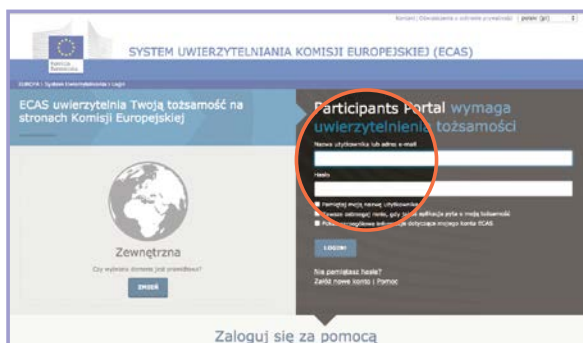 Kontakt | Oświadczenie o ochronie prywatności | polski (pl)
Komisja
Europejska
SYSTEM UWIERZYTELNIANIA KOMISJI EUROPEJSKIEJ (ECAS)
EUROPA | System Uwierzytelniania | Login
ECAS uwierzytelnia Twoją tożsamość na
stronach Komisji Europejskiej
Zewnętrzna
Czy wybrana domena jest prawidłowa?
ZMIEŃ
Participants Portal wymaga
uwierzytelnienia tożsamości
Nazwa użytkownika lub adres e-mail
Hasło
Pamiętaj moją nazwę użytkownika
Zawsze ostrzegaj mnie, gdy jakaś aplikacja pyta o moją tożsamość
Pokaż szczegółowe informacje dotyczące mojego konta ECAS
LOGIN!
Nie pamiętasz hasła?
Załóż nowe konto | Pomoc
Zaloguj się za pomocą